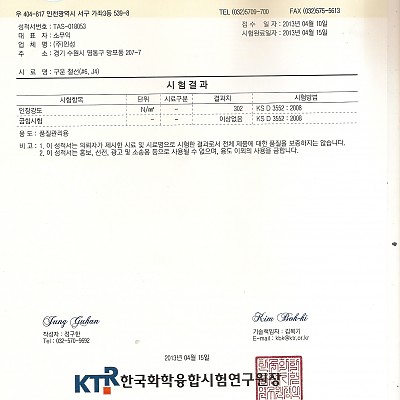 우 404-817 인천광역시 서구 가좌3동 539-8 TEL (032)5709-700 FAX (032)575-5613
성적서번호 : TAS-018053 접 수 일 자 : 2013년 04월 10일
대 표 자 : 소무역 시험완료일자 : 2013년 04월 15일
업 체 명 : (주)인성
주 소 : 경기 수원시 영통구 망포동 207-7
시 료 명 : 구운 철선(#6, J4)
시 험 결 과
시험항목 단위 시료구분 결과치 시험방법
인장강도 N/㎟ - 302 KS D 3552 : 2008
굽힘시험 - - 이상없음 KS D 3552 : 2008
용 도 : 품질관리용
비 고 : 1. 이 성적서는 의뢰자가 제시한 시료 및 시료명으로 시험한 결과로서 전체 제품에 대한 품질을 보증하지는 않습니다.
2. 이 성적서는 홍보, 선전, 광고 및 소송용 등으로 사용될 수 없으며, 용도 이외의 사용을 금합니다.
Jung Guhan Kim Bok-ki
작성자 : 정구한 기술책임자 : 김복기
Tel : 032-570-9692 E-mail : kbk@ktr.or.kr
2013년 04월 15일
KTR 한국화학융합시험연구원장